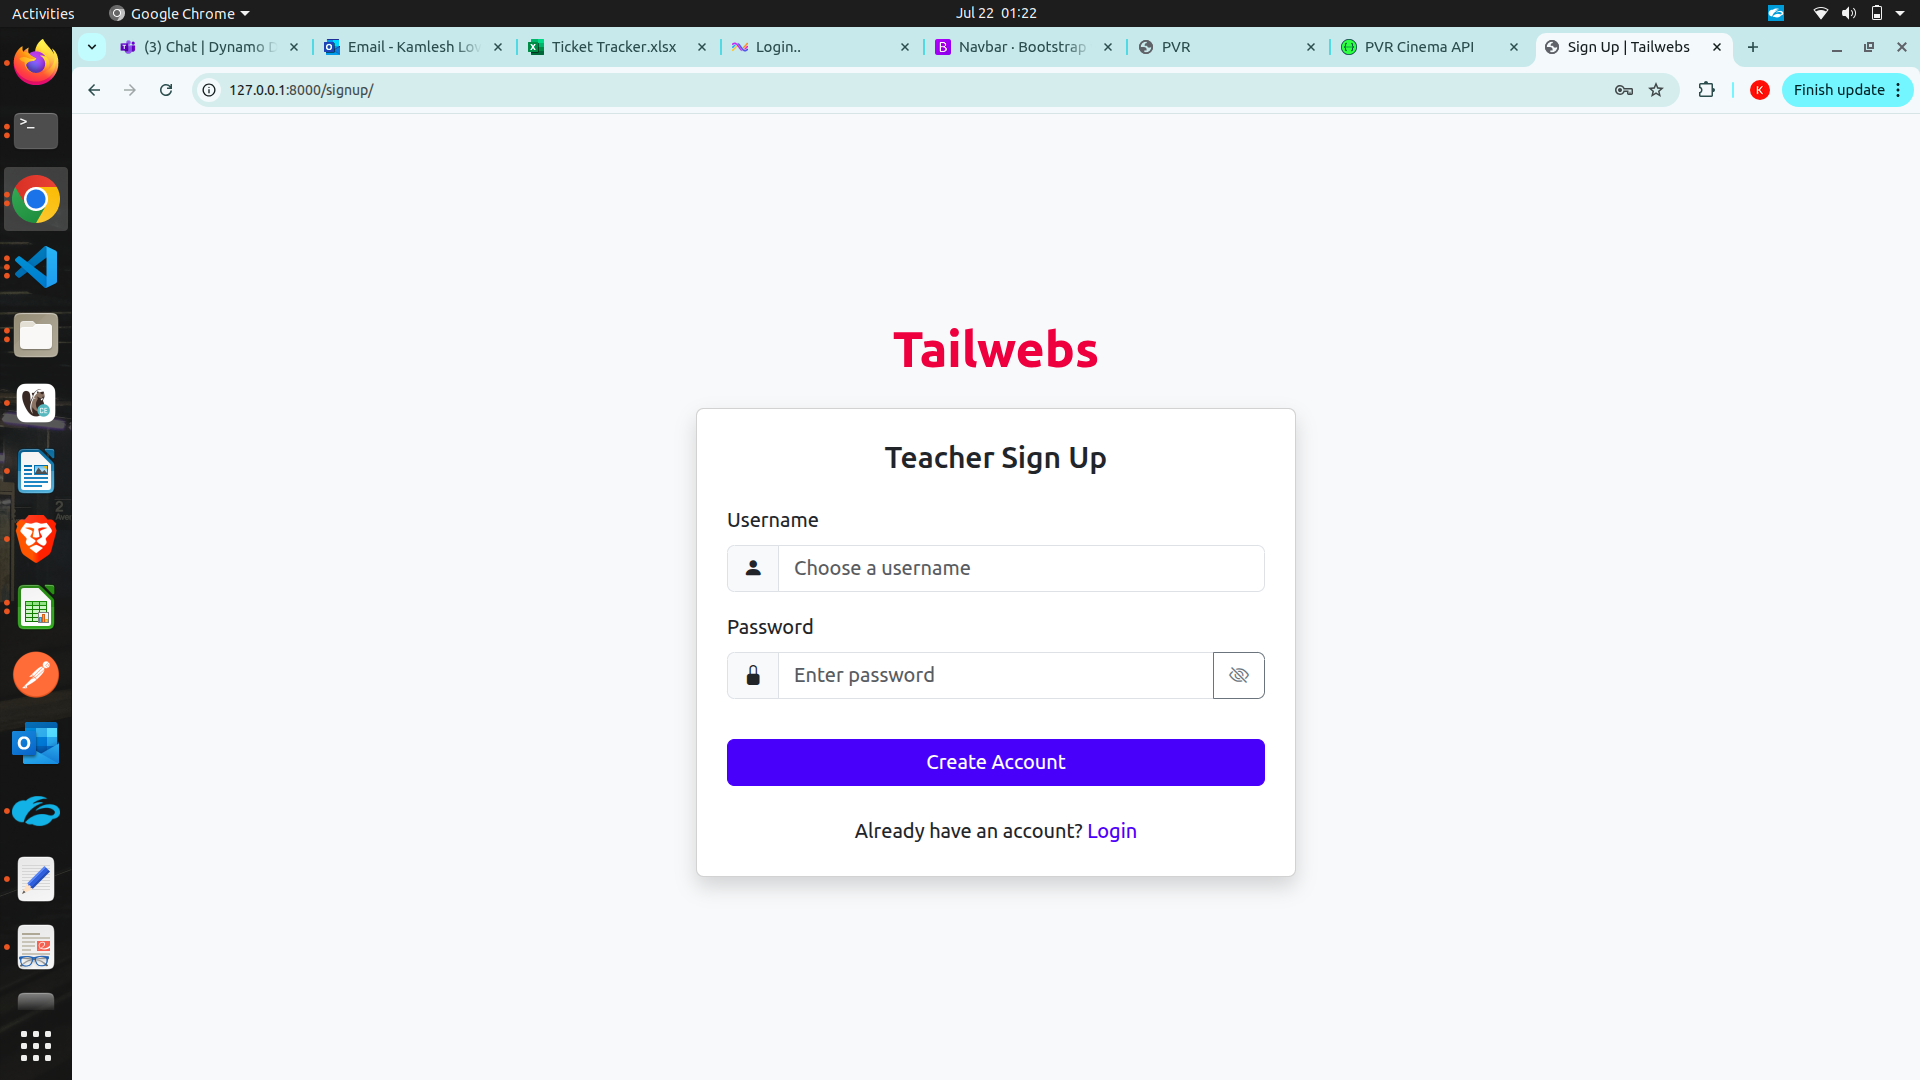 Activities
Google Chrome
Jul 22 01:22
(3) Chat | Dynamo D
Email - Kamlesh Lov
Ticket Tracker.xlsx
Login..
Navbar · Bootstrap
PVR
PVR Cinema API
Sign Up | Tailwebs
127.0.0.1:8000/signup/
K
Finish update
Tailwebs
Teacher Sign Up
Username
Choose a username
Password
Enter password
Create Account
Already have an account? Login